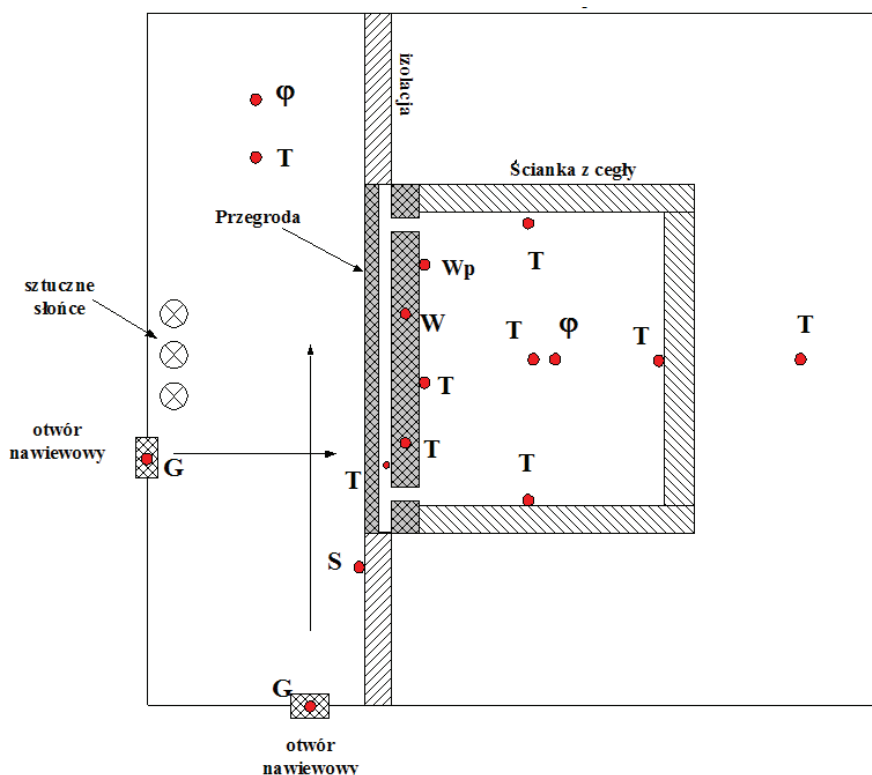 φ
T
izolacja
Ścianka z cegły
Przegroda
T
Wp
sztuczne
słońce
W
T
φ
T
T
T
otwór
nawiewowy
G
T
T
T
S
G
otwór
nawiewowy